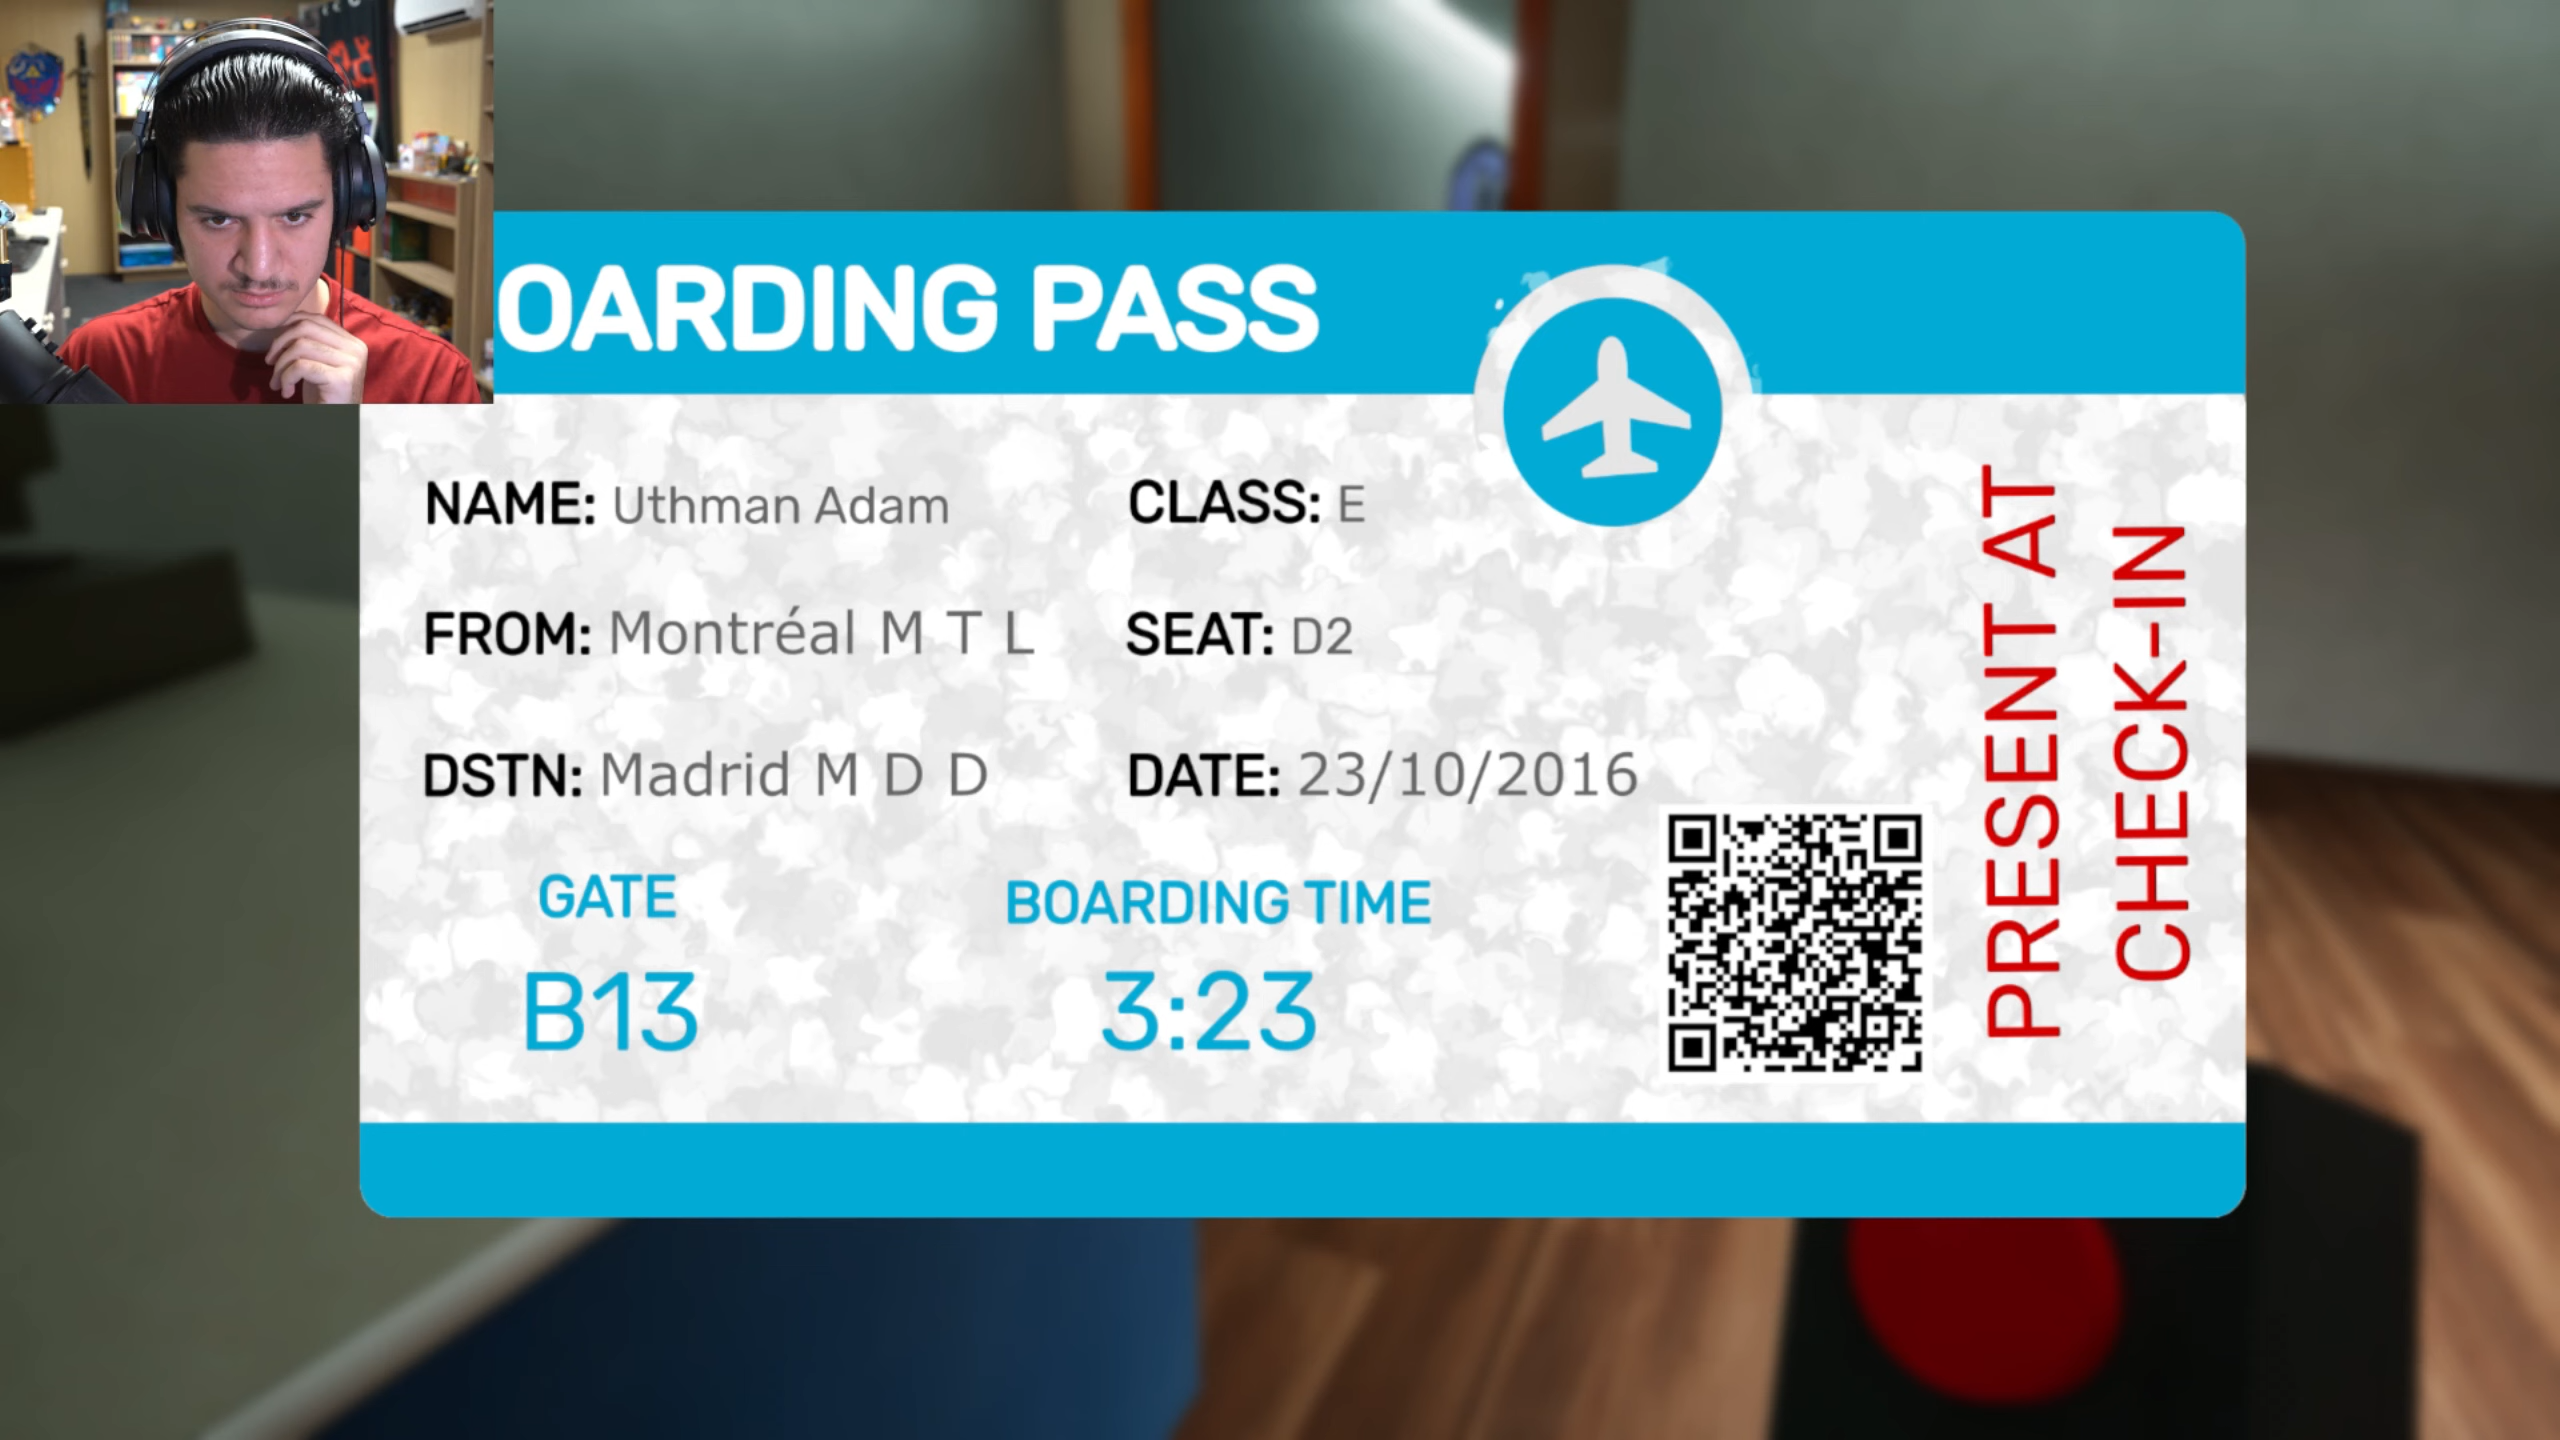 OARDING PASS
NAME: Uthman Adam
CLASS: E
FROM: Montréal M T L
SEAT: D2
DSTN: Madrid M D D
DATE: 23/10/2016
GATE
BOARDING TIME
B13
3:23
PRESENT AT
CHECK-IN